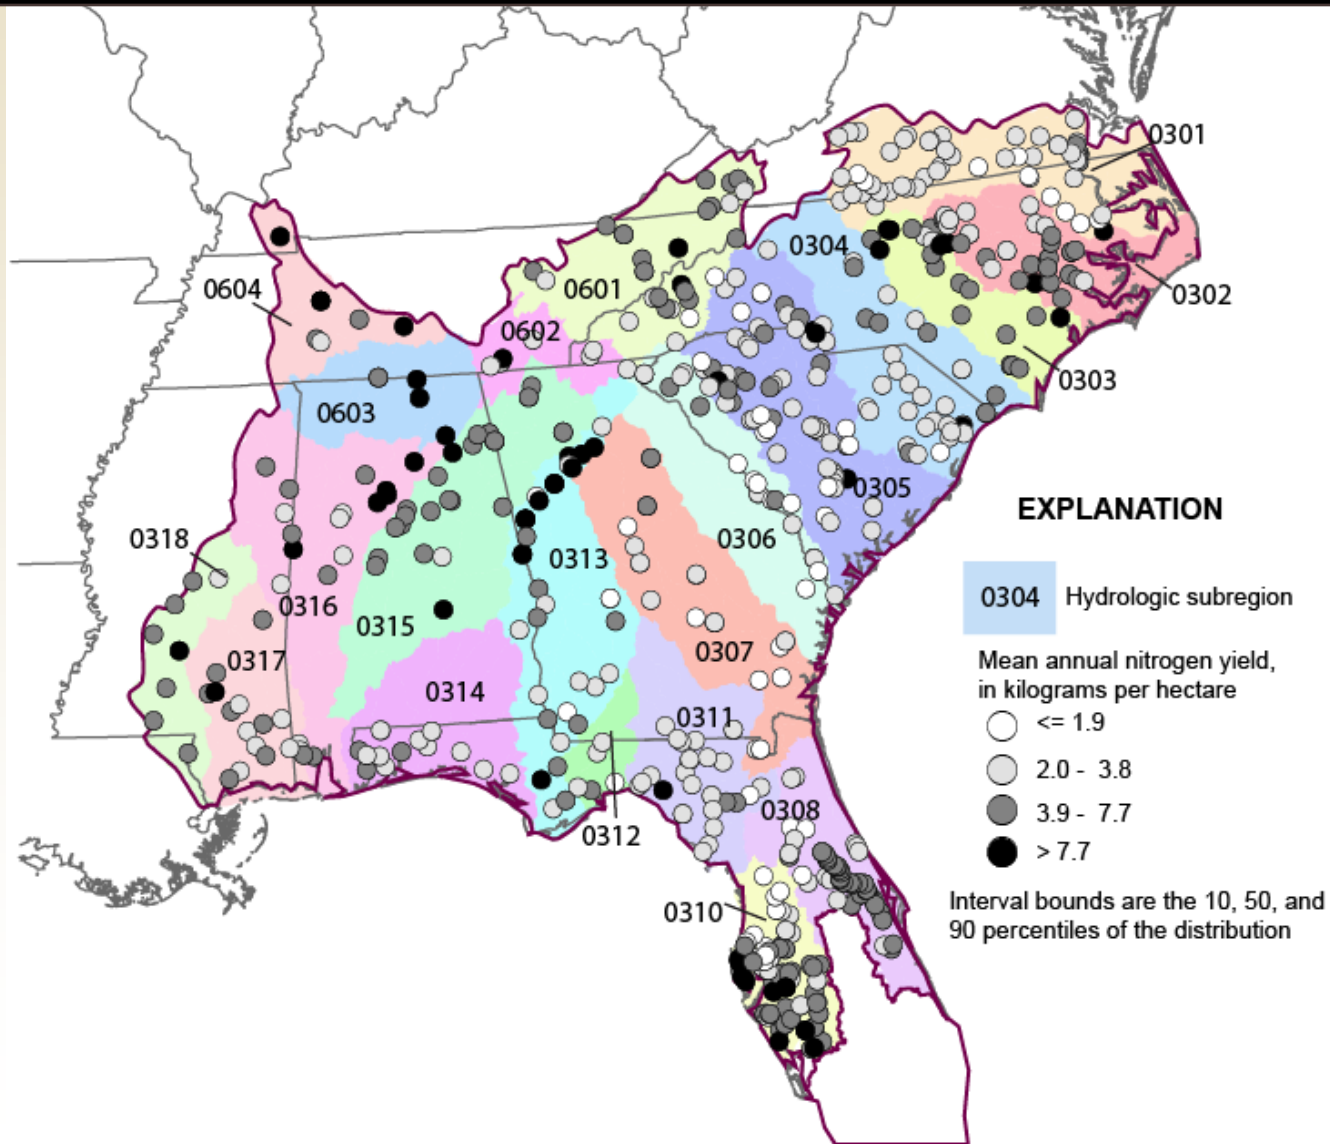 0301
0304
0302
0601
0604
0602
0303
0603
0305
EXPLANATION
0306
0318
0313
0304 Hydrologic subregion
0316
0315
0307
Mean annual nitrogen yield,
in kilograms per hectare
0317
0314
0311
<= 1.9
2.0 - 3.8
0308
3.9 - 7.7
0312
> 7.7
Interval bounds are the 10, 50, and
90 percentiles of the distribution
0310